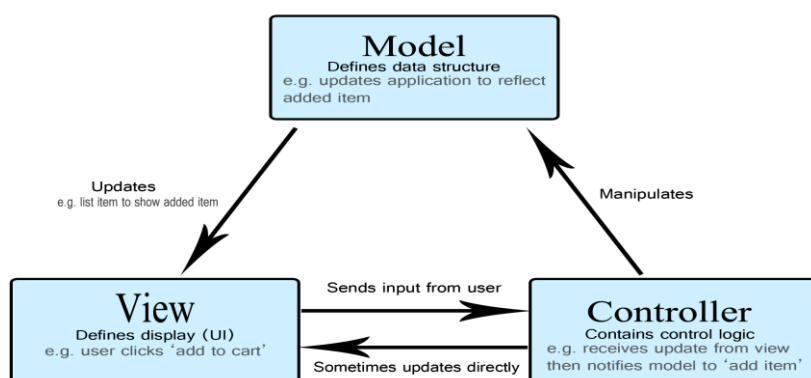 Model
Defines data structure
e.g. updates application to reflect
added item
Updates
e.g. list item to show added item
Manipulates
View
Defines display (UI)
e.g. user clicks ‘add to cart’
Sends input from user
Sometimes updates directly
Controller
Contains control logic
e.g. receives update from view
then notifies model to ‘add item’